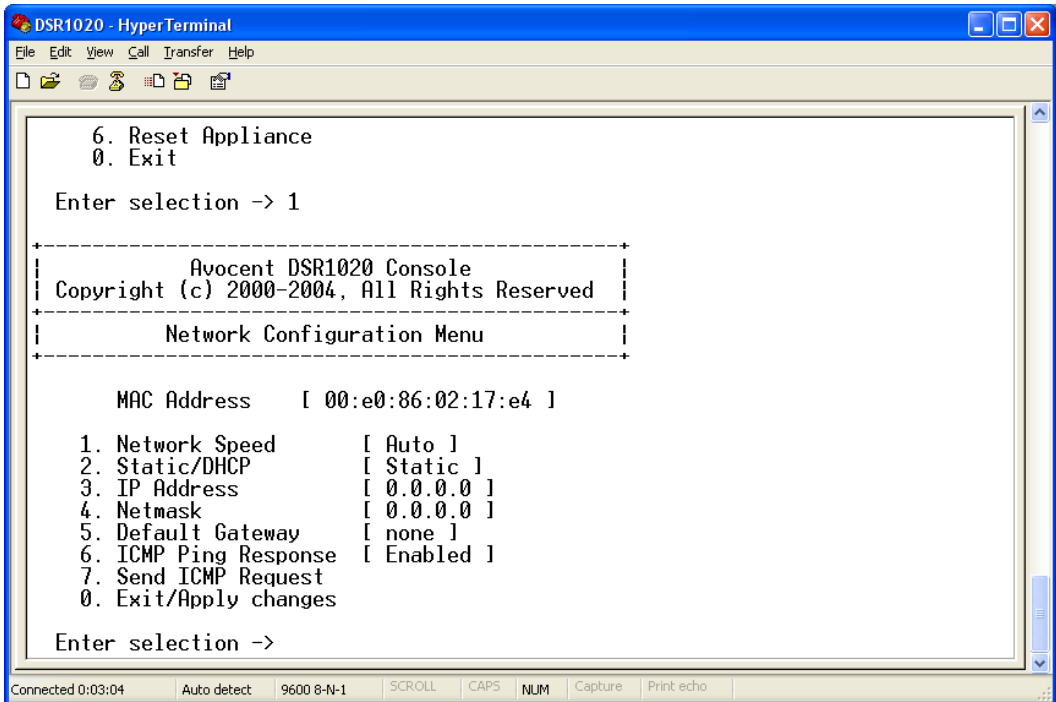 DSR1020 - HyperTerminal
File Edit View Call Transfer Help
6. Reset Appliance
0. Exit
Enter selection -> 1
Avocent DSR1020 Console
Copyright (c) 2000-2004, All Rights Reserved
Network Configuration Menu
MAC Address [ 00:e0:86:02:17:e4 ]
1. Network Speed [ Auto ]
2. Static/DHCP [ Static ]
3. IP Address [ 0.0.0.0 ]
4. Netmask [ 0.0.0.0 ]
5. Default Gateway [ none ]
6. ICMP Ping Response [ Enabled ]
7. Send ICMP Request
0. Exit/Apply changes
Enter selection ->
Connected 0:03:04 Auto detect 9600 8-N-1 SCROLL CAPS NUM Capture Print echo